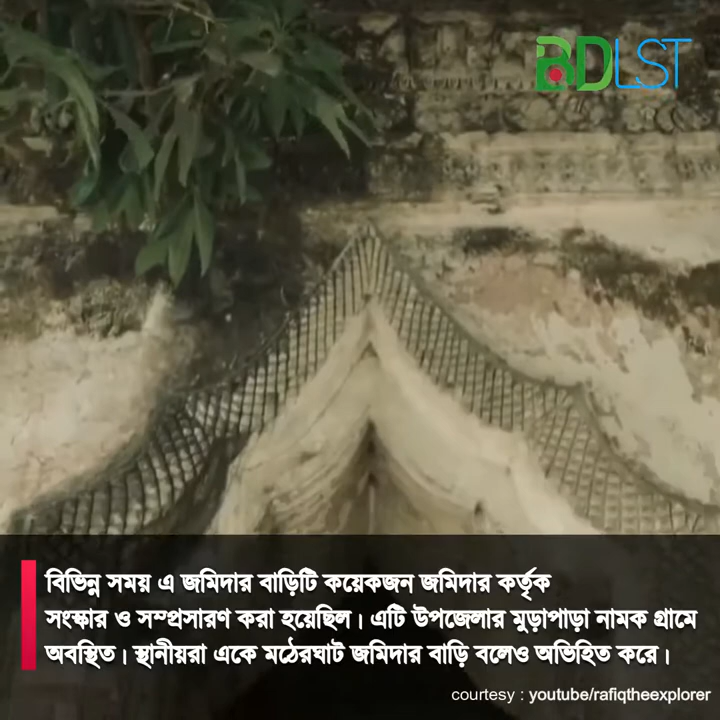 BDLST
বিভিন্ন সময় এ জমিদার বাড়িটি কয়েকজন জমিদার কর্তৃক
সংস্কার ও সম্প্রসারণ করা হয়েছিল। এটি উপজেলার মুড়াপাড়া নামক গ্রামে
অবস্থিত। স্থানীয়রা একে মঠেরঘাট জমিদার বাড়ি বলেও অভিহিত করে।
courtesy : youtube/rafiqtheexplorer